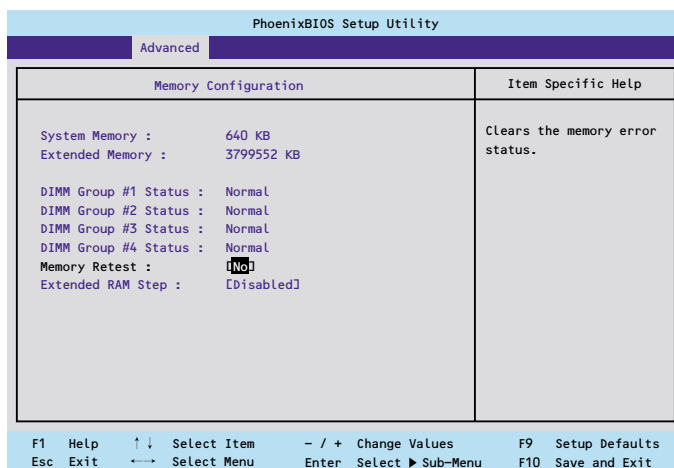 PhoenixBIOS Setup Utility
Advanced
Memory Configuration
Item Specific Help
System Memory : 640 KB
Extended Memory : 3799552 KB
DIMM Group #1 Status : Normal
DIMM Group #2 Status : Normal
DIMM Group #3 Status : Normal
DIMM Group #4 Status : Normal
Memory Retest : [No]
Extended RAM Step : [Disabled]
Clears the memory error
status.
F1 Help ↑↓ Select Item – / + Change Values F9 Setup Defaults
Esc Exit ←→ Select Menu Enter Select ▶ Sub–Menu F10 Save and Exit